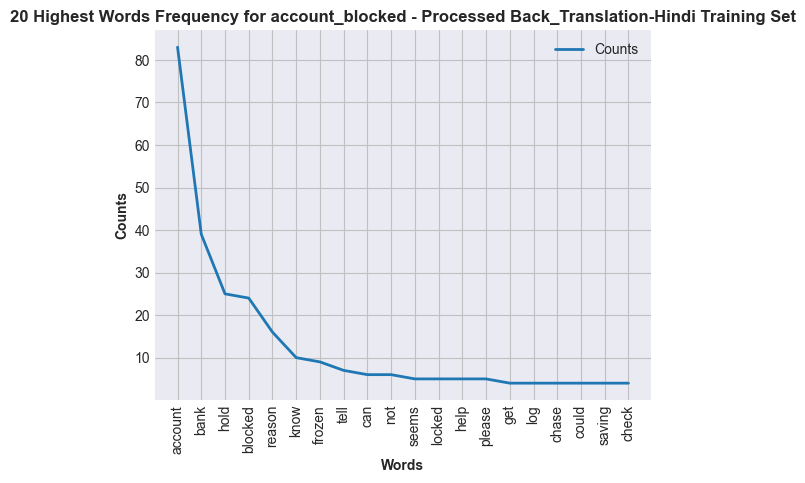 20 Highest Words Frequency for account_blocked - Processed Back_Translation-Hindi Training Set
Counts
80
70
60
50
40
30
20
10
Counts
account
bank
hold
blocked
reason
know
frozen
tell
can
not
seems
locked
help
please
get
log
chase
could
saving
check
Words